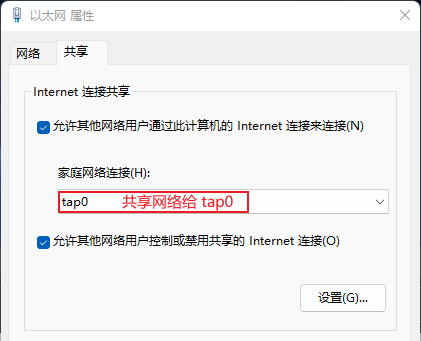 以太网 属性
网络 共享
Internet 连接共享
允许其他网络用户通过此计算机的 Internet 连接来连接(N)
家庭网络连接(H):
tap0 共享网络给 tap0
允许其他网络用户控制或禁用共享的 Internet 连接(O)
设置(G)...